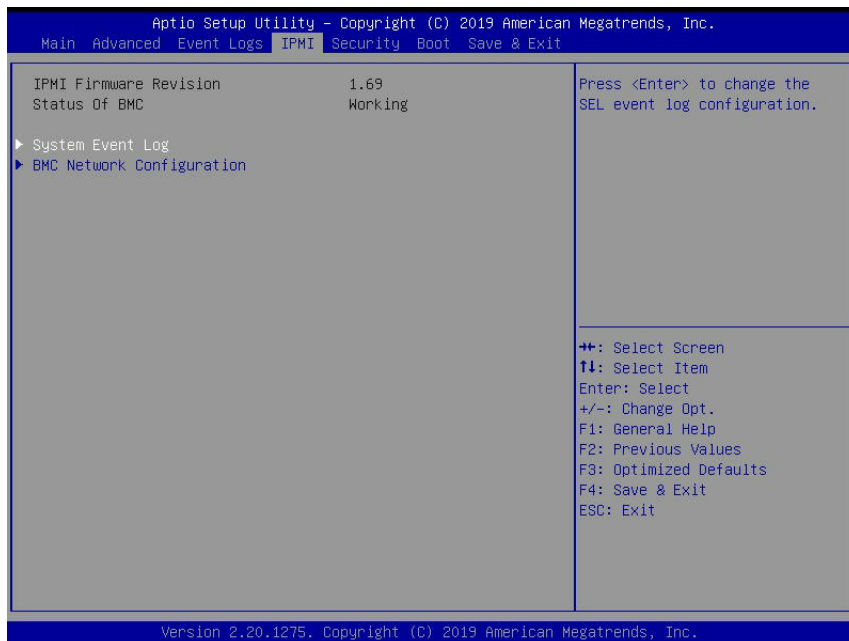 Aptio Setup Utility – Copyright (C) 2019 American Megatrends, Inc.
Main Advanced Event Logs IPMI Security Boot Save & Exit
IPMI Firmware Revision 1.69
Status Of BMC Working
System Event Log
BMC Network Configuration
Press <Enter> to change the
SEL event log configuration.
→←: Select Screen
↑↓: Select Item
Enter: Select
+/-: Change Opt.
F1: General Help
F2: Previous Values
F3: Optimized Defaults
F4: Save & Exit
ESC: Exit
Version 2.20.1275. Copyright (C) 2019 American Megatrends, Inc.